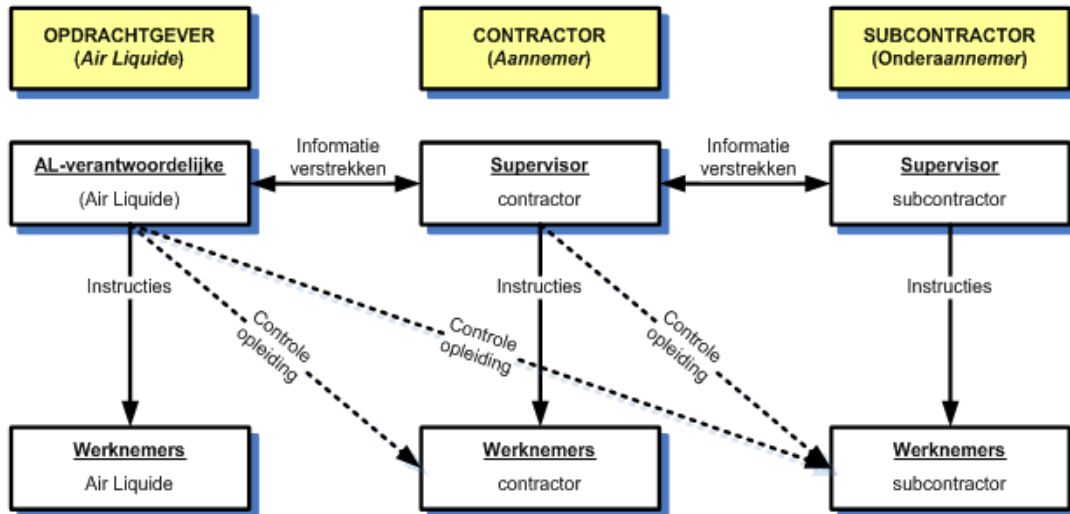 OPDRACHTGEVER
(Air Liquide)
CONTRACTOR
(Aannemer)
SUBCONTRACTOR
(Onderaannemer)
AL-verantwoordelijke
(Air Liquide)
Informatie
verstrekken
Supervisor
contractor
Informatie
verstrekken
Supervisor
subcontractor
Instructies
Instructies
Instructies
Controle
opleiding
Controle
opleiding
Controle
opleiding
Werknemers
Air Liquide
Werknemers
contractor
Werknemers
subcontractor